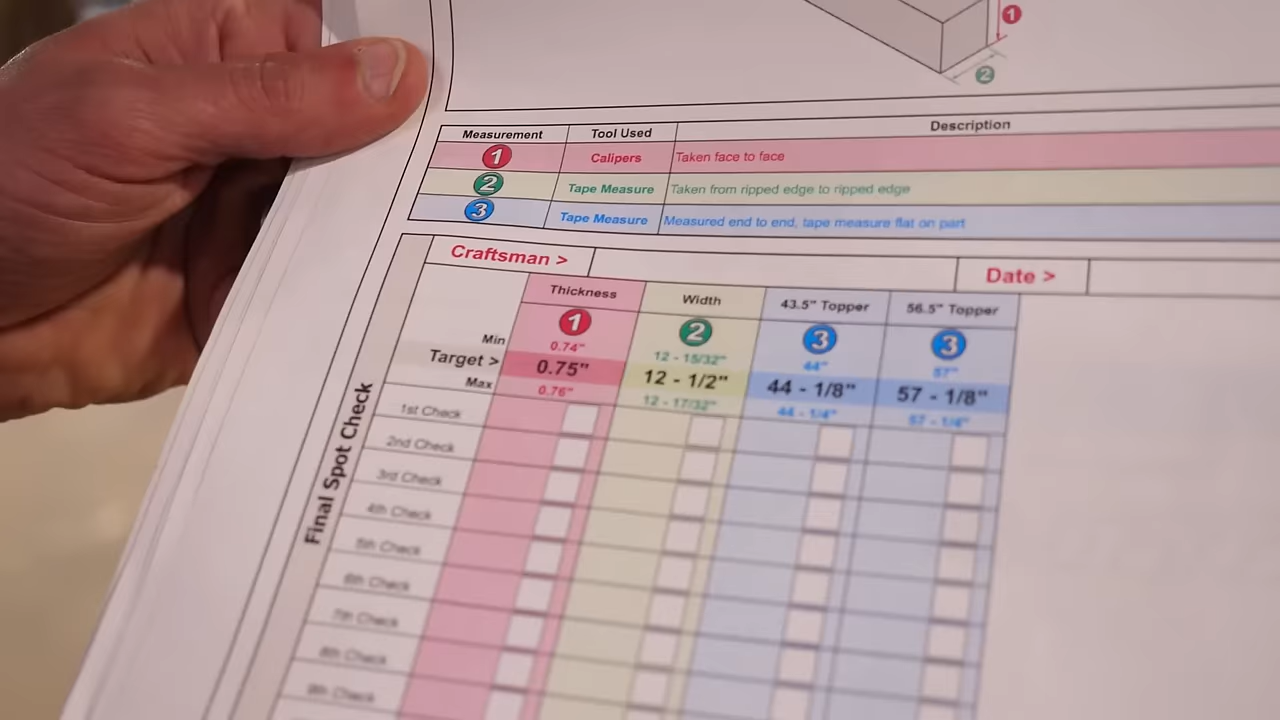 1
2
Measurement Tool Used Description
1 Calipers Taken face to face
2 Tape Measure Taken from ripped edge to ripped edge
3 Tape Measure Measured end to end, tape measure flat on part
Craftsman > Date >
Thickness Width 43.5" Topper 56.5" Topper
1 2 3 3
Min 0.74" 12 - 15/32" 44" 57"
Target > 0.75" 12 - 1/2" 44 - 1/8" 57 - 1/8"
Max 0.76" 12 - 17/32" 44 - 1/4" 57 - 1/4"
Final Spot Check
1st Check
2nd Check
3rd Check
4th Check
5th Check
6th Check
7th Check
8th Check
9th Check